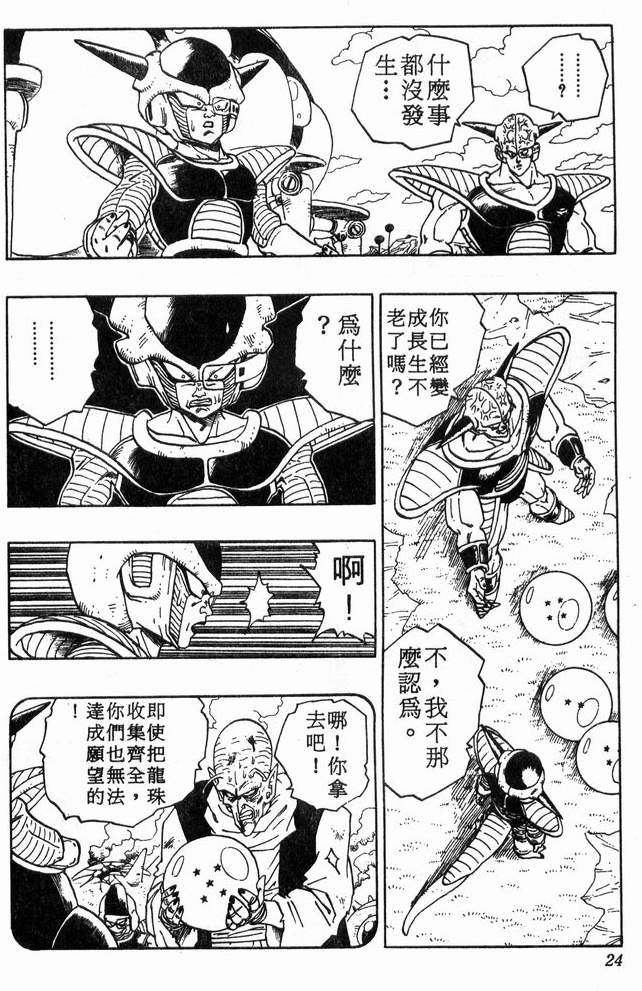 ⋯⋯?
什麼事
都沒發
生⋯
你已經變
成長生不
老了嗎?
不,我不那
麼認為。
爲什麼
?
⋯⋯
啊!
哪!你拿
去吧!
即使把龍珠
收集齊全,
你們也無法
達成願望的
!
24